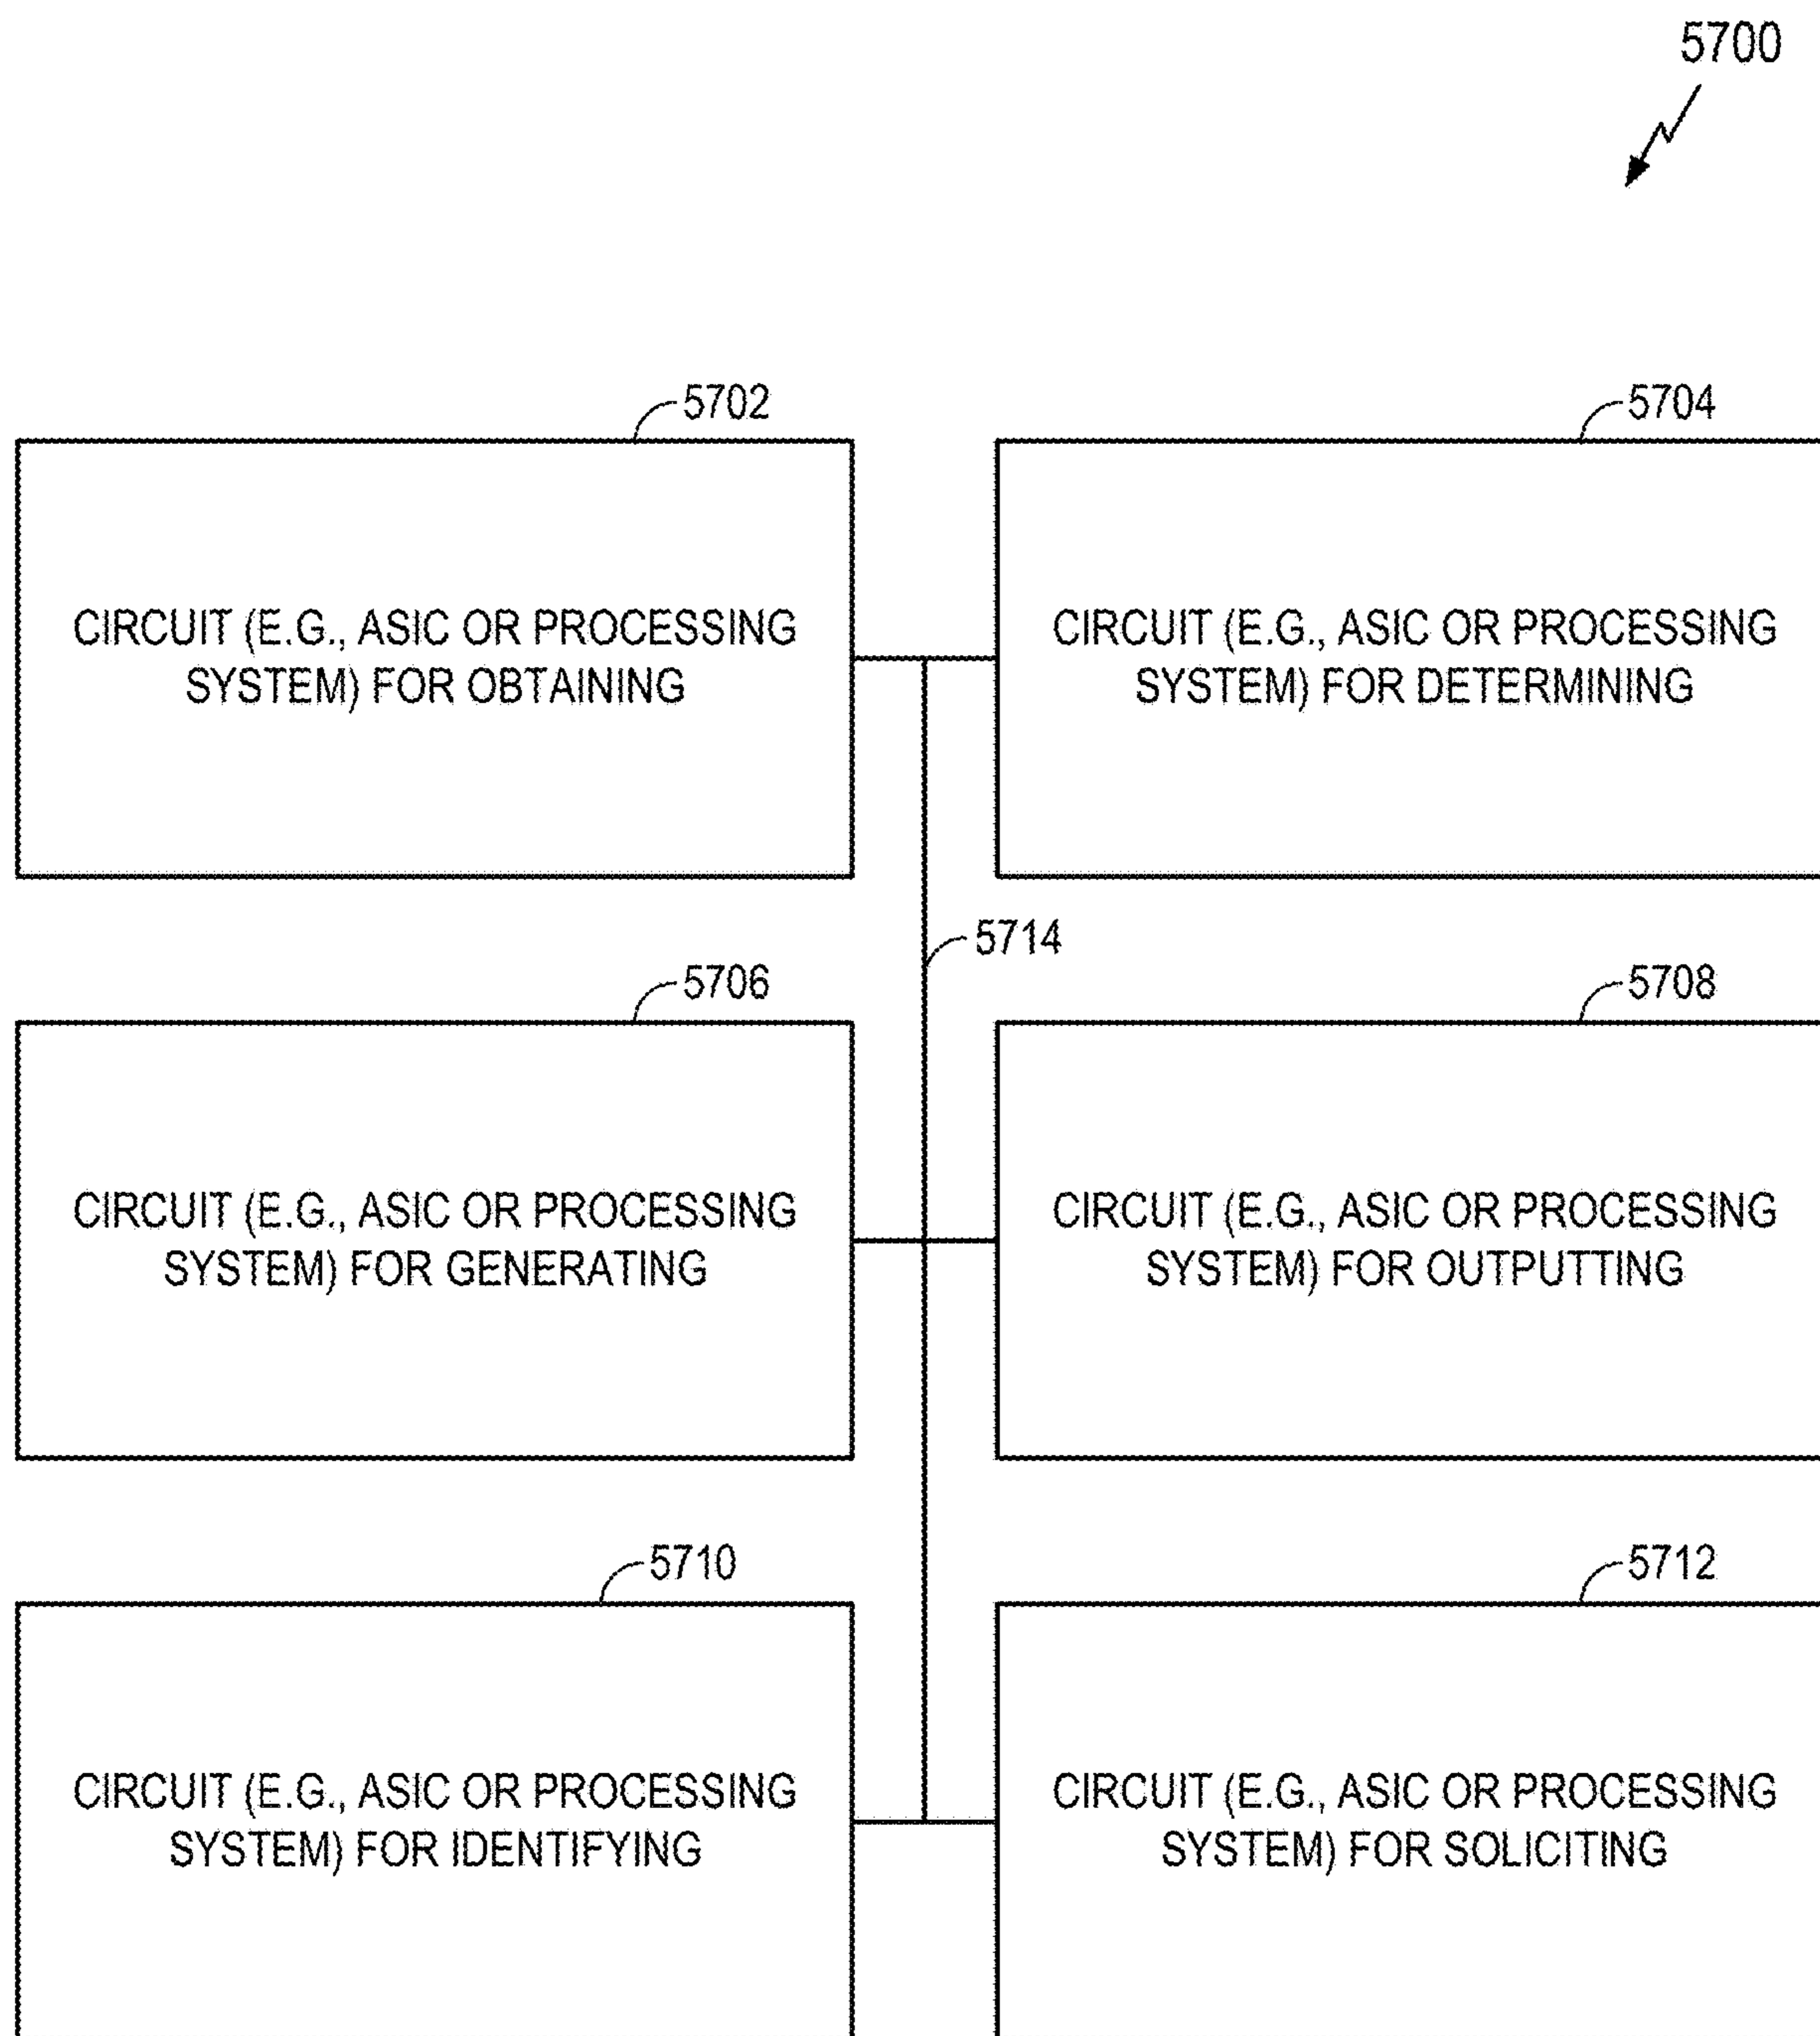 5700
5702
5704
CIRCUIT (E.G., ASIC OR PROCESSING
SYSTEM) FOR OBTAINING
CIRCUIT (E.G., ASIC OR PROCESSING
SYSTEM) FOR DETERMINING
5714
5706
5708
CIRCUIT (E.G., ASIC OR PROCESSING
SYSTEM) FOR GENERATING
CIRCUIT (E.G., ASIC OR PROCESSING
SYSTEM) FOR OUTPUTTING
5710
5712
CIRCUIT (E.G., ASIC OR PROCESSING
SYSTEM) FOR IDENTIFYING
CIRCUIT (E.G., ASIC OR PROCESSING
SYSTEM) FOR SOLICITING